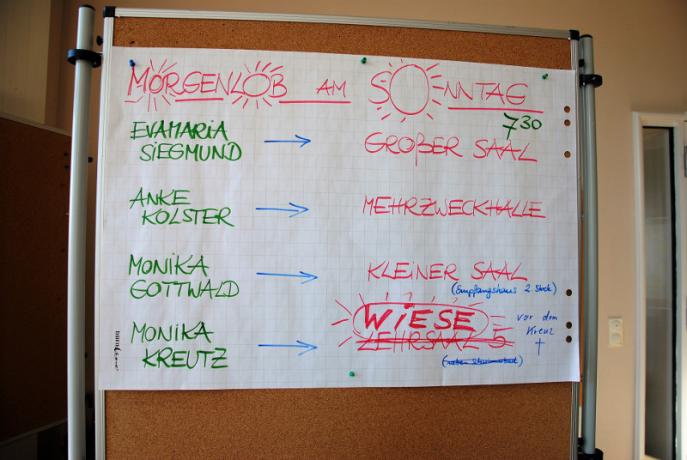 MORGENLOB AM SONNTAG
7³⁰
EVAMARIA
SIEGMUND → GROßER SAAL
ANKE
KOLSTER → MEHRZWECKHALLE
MONIKA
GOTTWALD → KLEINER SAAL
(Empfangshaus 2. Stock)
MONIKA
KREUTZ → WIESE
vor dem
Kreuz
†
LEHRSAAL 5